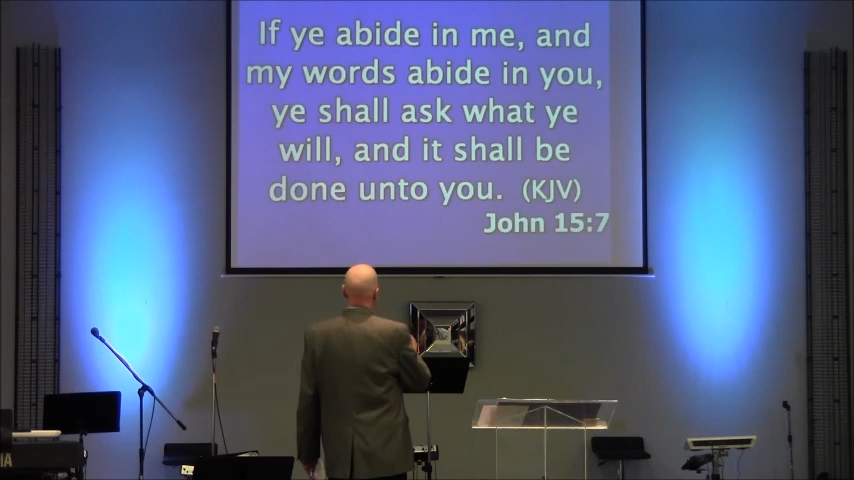 If ye abide in me, and
my words abide in you,
ye shall ask what ye
will, and it shall be
done unto you. (KJV)
John 15:7